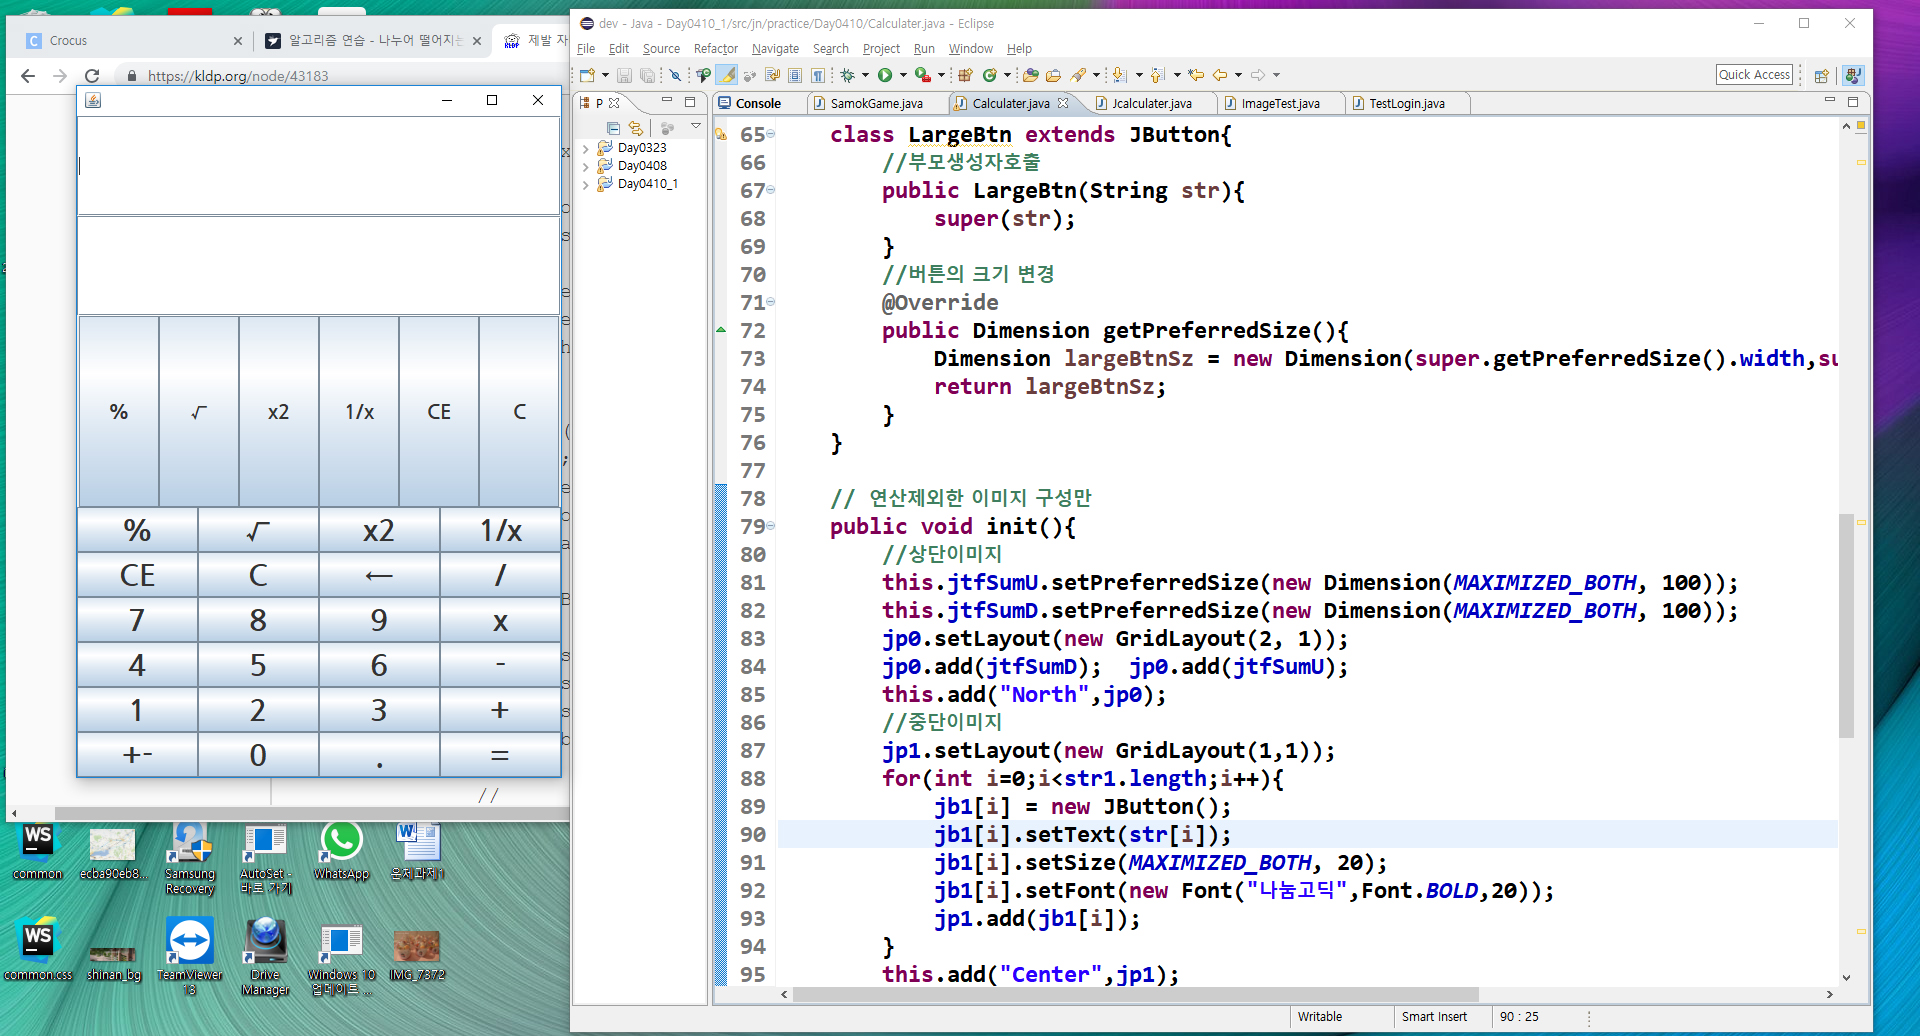 Crocus
알고리즘 연습 - 나누어 떨어지는
제발 자
https://kldp.org/node/43183
%
√
x2
1/x
CE
C
% √ x2 1/x
CE C ← /
7 8 9 x
4 5 6 -
1 2 3 +
+- 0 . =
//
common
ecba90eb8...
Samsung Recovery
AutoSet - 바로 가기
WhatsApp
common.css
shinan_bg
TeamViewer 13
Drive Manager
Windows 10 업데이트 ...
IMG_7372
dev - Java - Day0410_1/src/jn/practice/Day0410/Calculater.java - Eclipse
File Edit Source Refactor Navigate Search Project Run Window Help
Quick Access
P
Console SamokGame.java Calculater.java Jcalculater.java ImageTest.java TestLogin.java
Day0323
Day0408
Day0410_1
65 class LargeBtn extends JButton{
66 //부모생성자호출
67 public LargeBtn(String str){
68 super(str);
69 }
70 //버튼의 크기 변경
71 @Override
72 public Dimension getPreferredSize(){
73 Dimension largeBtnSz = new Dimension(super.getPreferredSize().width,su
74 return largeBtnSz;
75 }
76 }
77
78 // 연산제외한 이미지 구성만
79 public void init(){
80 //상단이미지
81 this.jtfSumU.setPreferredSize(new Dimension(MAXIMIZED_BOTH, 100));
82 this.jtfSumD.setPreferredSize(new Dimension(MAXIMIZED_BOTH, 100));
83 jp0.setLayout(new GridLayout(2, 1));
84 jp0.add(jtfSumD); jp0.add(jtfSumU);
85 this.add("North",jp0);
86 //중단이미지
87 jp1.setLayout(new GridLayout(1,1));
88 for(int i=0;i<str1.length;i++){
89 jb1[i] = new JButton();
90 jb1[i].setText(str[i]);
91 jb1[i].setSize(MAXIMIZED_BOTH, 20);
92 jb1[i].setFont(new Font("나눔고딕",Font.BOLD,20));
93 jp1.add(jb1[i]);
94 }
95 this.add("Center",jp1);
Writable
Smart Insert
90 : 25